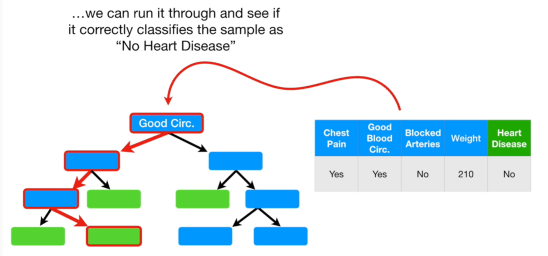 …we can run it through and see if
it correctly classifies the sample as
“No Heart Disease”
Good Circ.
Chest Pain
Good Blood Circ.
Blocked Arteries
Weight
Heart Disease
Yes
Yes
No
210
No